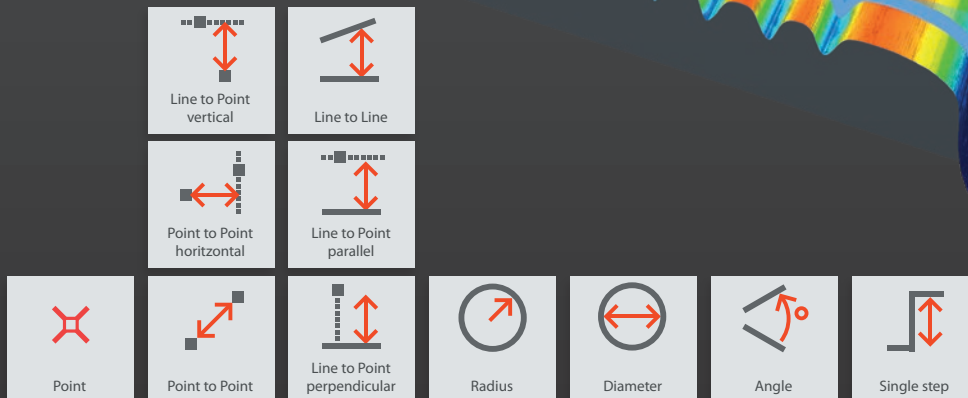 Line to Point
vertical
Line to Line
Point to Point
horitzontal
Line to Point
parallel
Point
Point to Point
Line to Point
perpendicular
Radius
Diameter
Angle
Single step